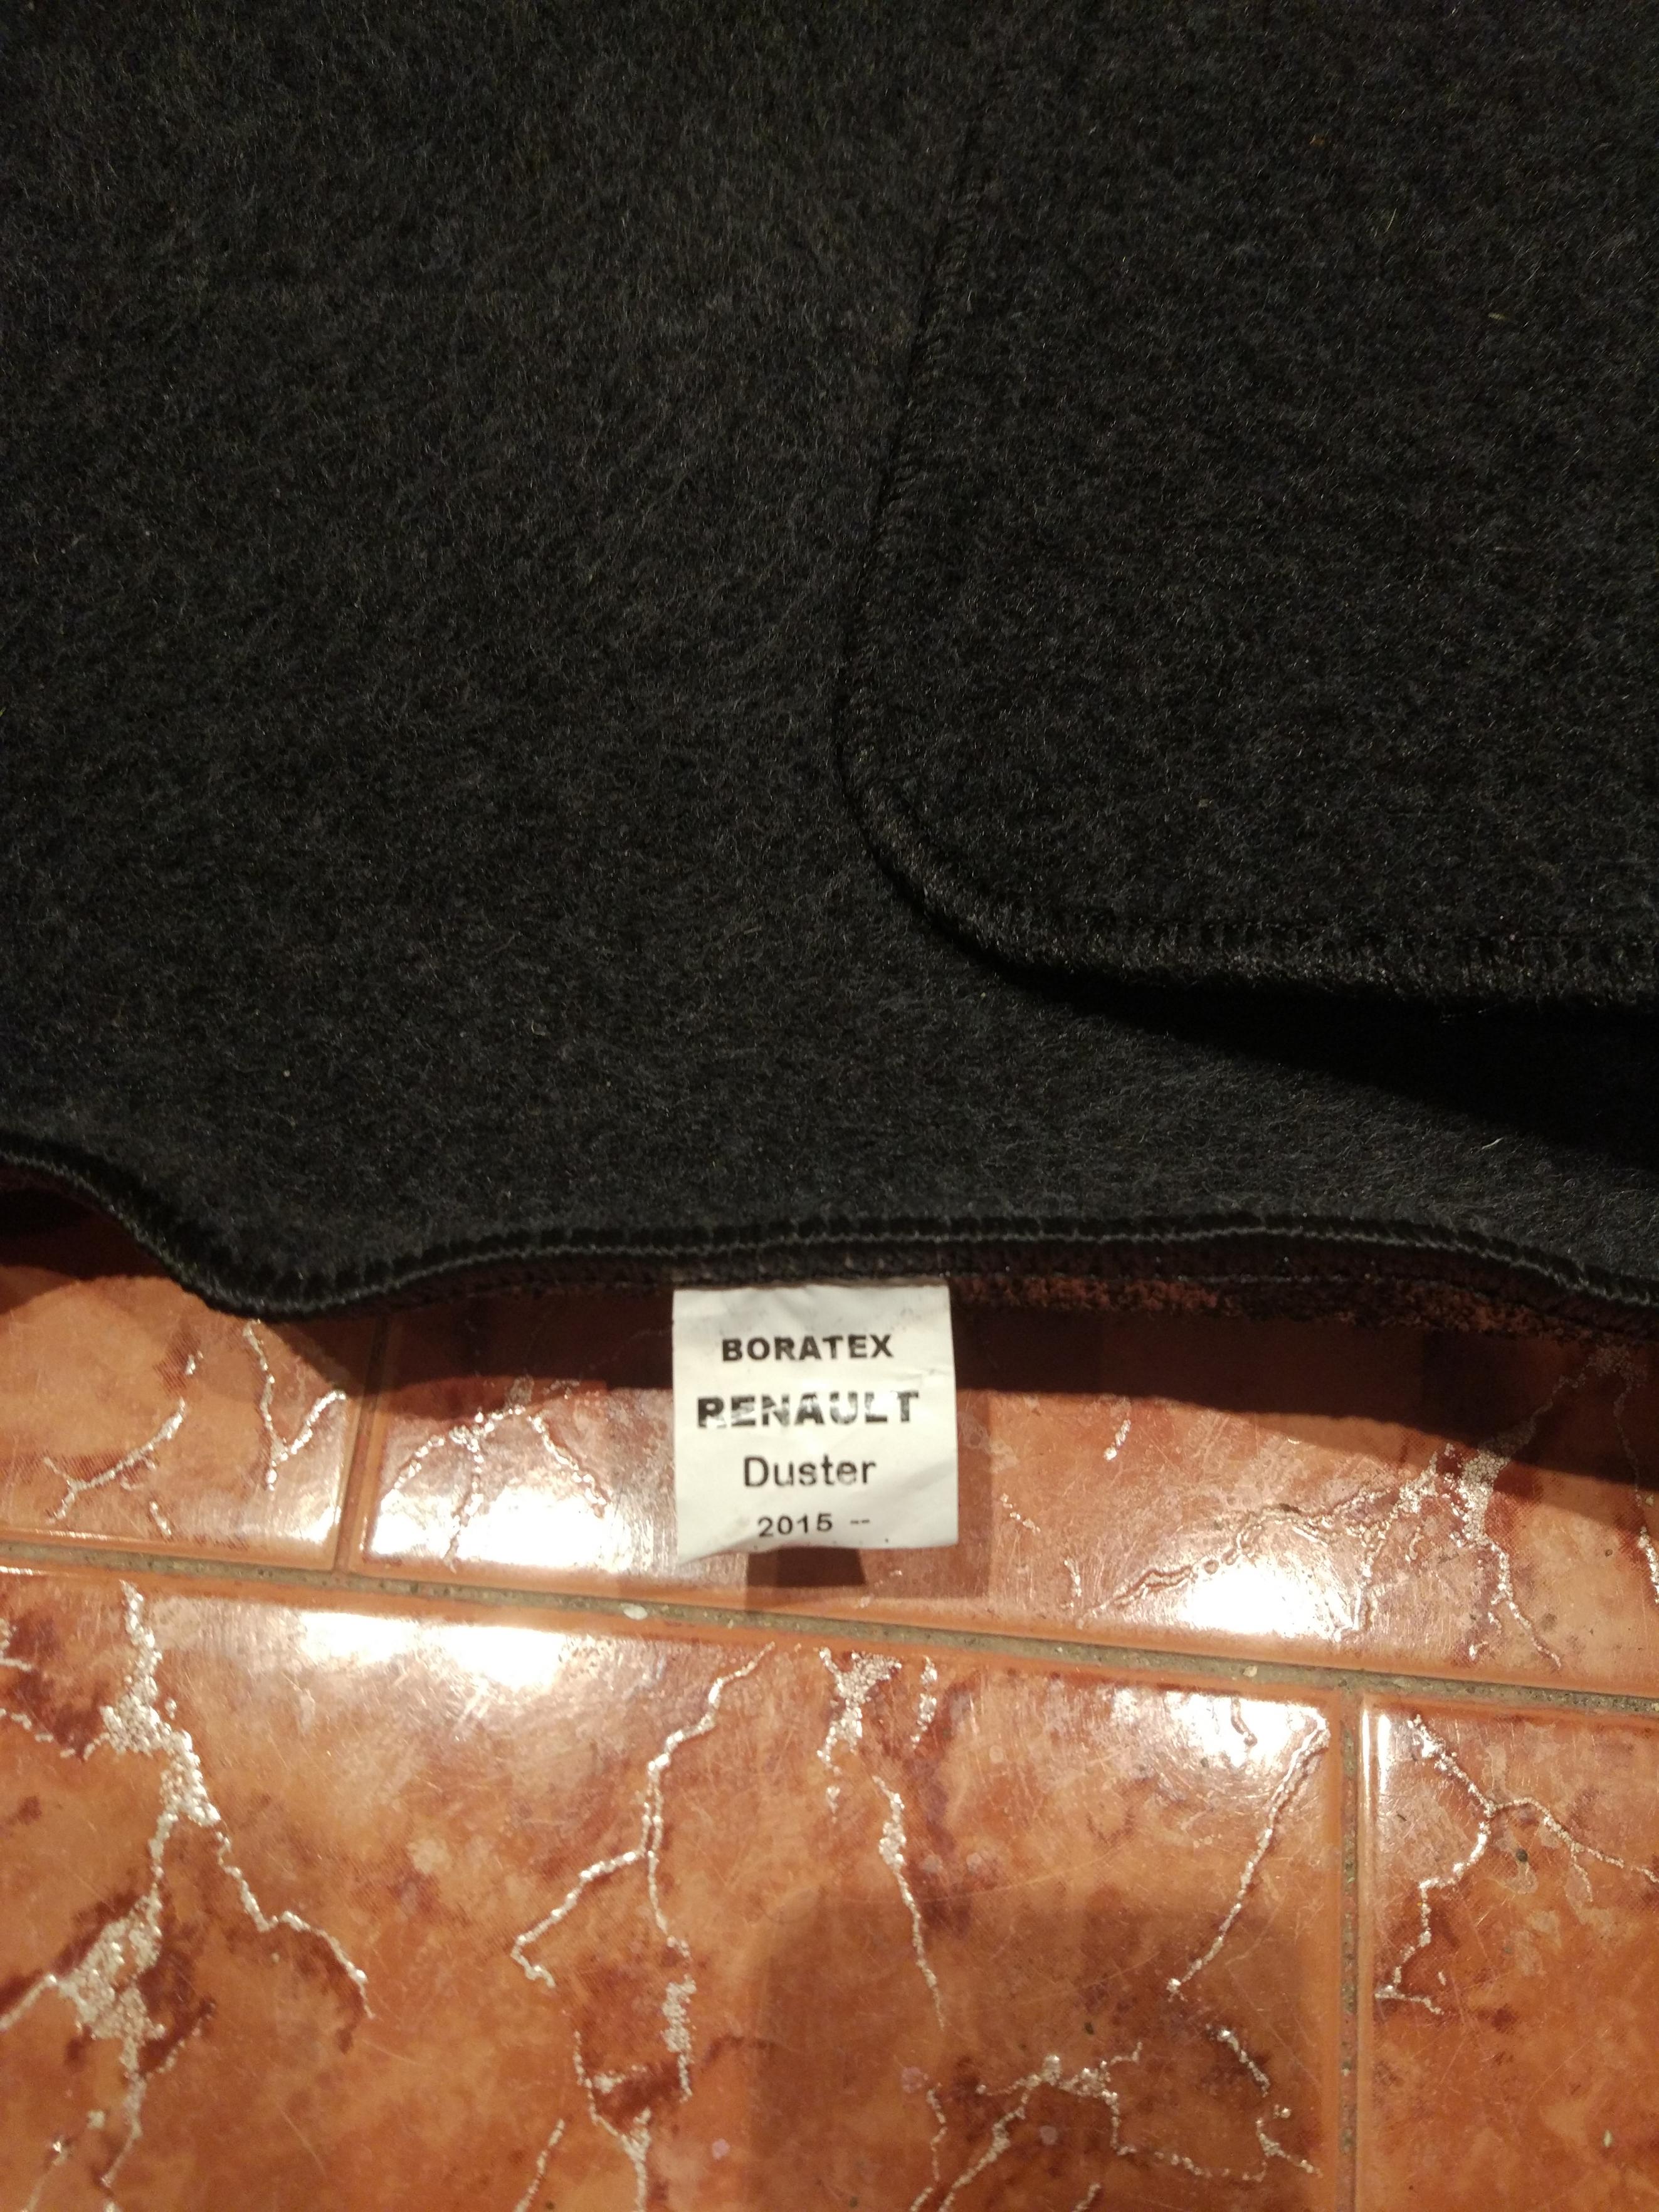 BORATEX
RENAULT
Duster
2015 --